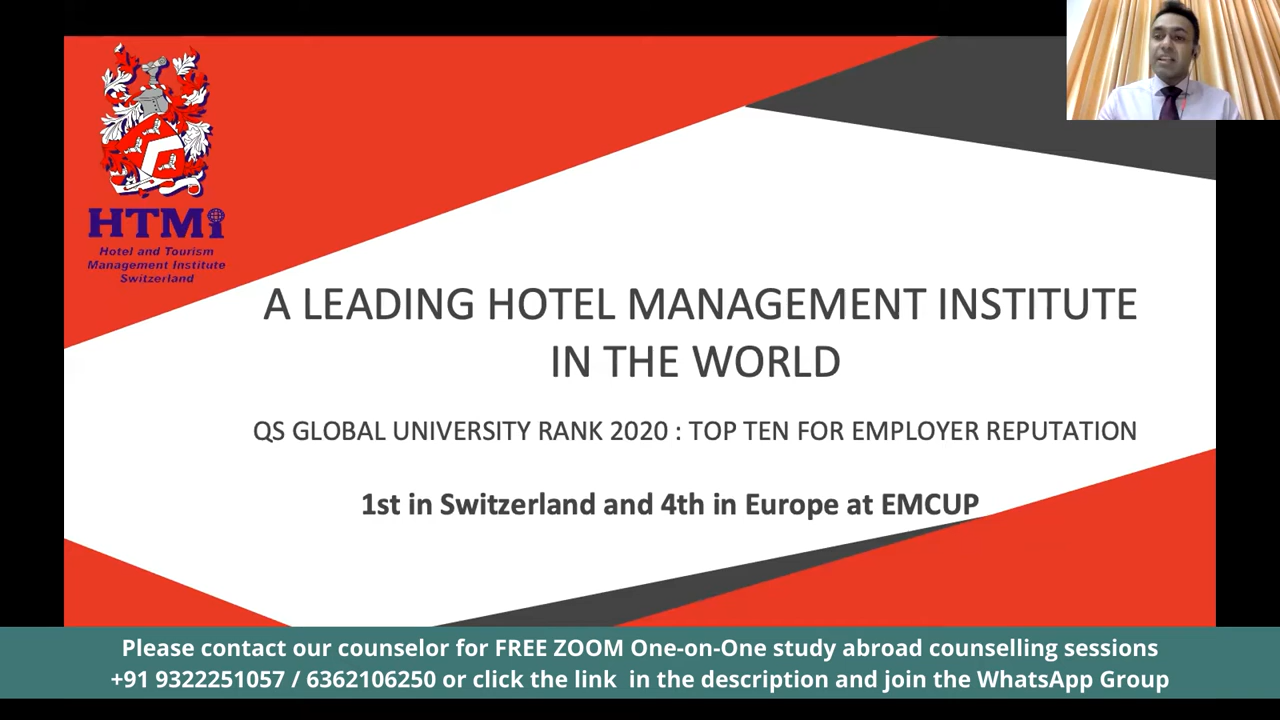 HTMi
Hotel and Tourism
Management Institute
Switzerland
A LEADING HOTEL MANAGEMENT INSTITUTE
IN THE WORLD
QS GLOBAL UNIVERSITY RANK 2020 : TOP TEN FOR EMPLOYER REPUTATION
1st in Switzerland and 4th in Europe at EMCUP
Please contact our counselor for FREE ZOOM One-on-One study abroad counselling sessions
+91 9322251057 / 6362106250 or click the link in the description and join the WhatsApp Group